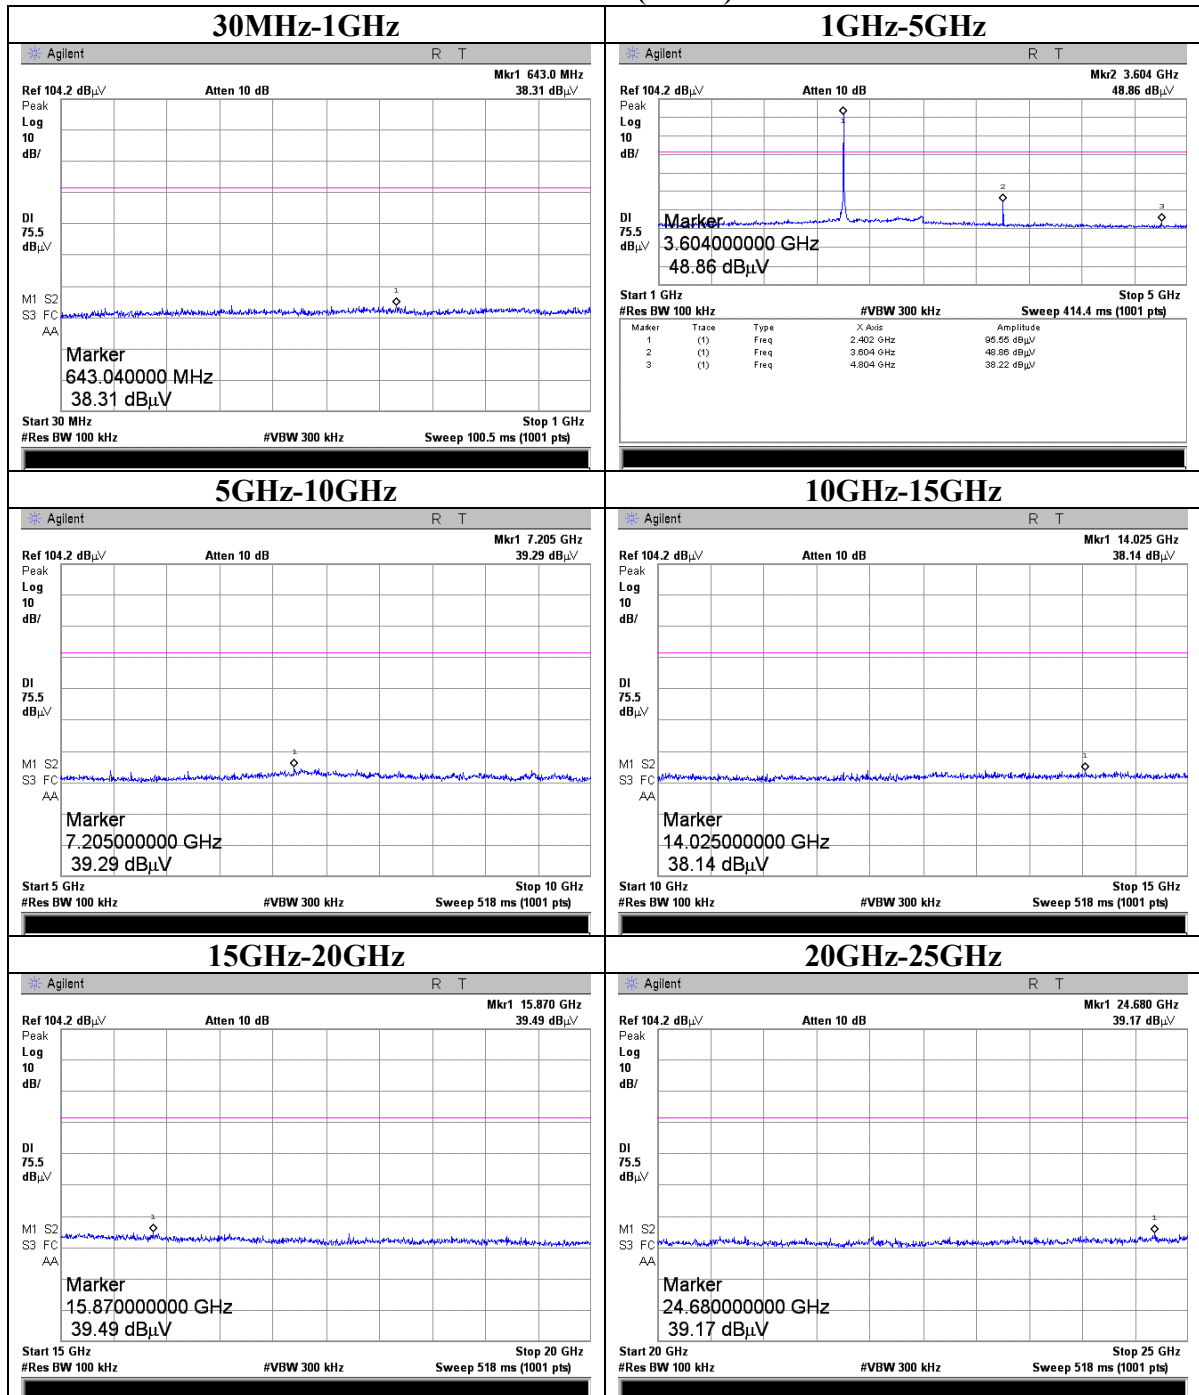 30MHz-1GHz
Agilent R T
Mkr1 643.0 MHz
Ref 104.2 dBµV Atten 10 dB 38.31 dBµV
Peak
Log
10
dB/
DI
75.5
dBµV
1
M1 S2
S3 FC
AA
Marker
643.040000 MHz
38.31 dBµV
Start 30 MHz Stop 1 GHz
#Res BW 100 kHz #VBW 300 kHz Sweep 100.5 ms (1001 pts)
1GHz-5GHz
Agilent R T
Mkr2 3.604 GHz
Ref 104.2 dBµV Atten 10 dB 48.86 dBµV
Peak
Log
10
dB/
1
2
3
DI
75.5
dBµV
Marker
3.604000000 GHz
48.86 dBµV
Start 1 GHz Stop 5 GHz
#Res BW 100 kHz #VBW 300 kHz Sweep 414.4 ms (1001 pts)
Marker Trace Type X Axis Amplitude
1 (1) Freq 2.402 GHz 95.55 dBµV
2 (1) Freq 3.604 GHz 48.86 dBµV
3 (1) Freq 4.804 GHz 38.22 dBµV
5GHz-10GHz
Agilent R T
Mkr1 7.205 GHz
Ref 104.2 dBµV Atten 10 dB 39.29 dBµV
Peak
Log
10
dB/
DI
75.5
dBµV
1
M1 S2
S3 FC
AA
Marker
7.205000000 GHz
39.29 dBµV
Start 5 GHz Stop 10 GHz
#Res BW 100 kHz #VBW 300 kHz Sweep 518 ms (1001 pts)
10GHz-15GHz
Agilent R T
Mkr1 14.025 GHz
Ref 104.2 dBµV Atten 10 dB 38.14 dBµV
Peak
Log
10
dB/
DI
75.5
dBµV
1
M1 S2
S3 FC
AA
Marker
14.025000000 GHz
38.14 dBµV
Start 10 GHz Stop 15 GHz
#Res BW 100 kHz #VBW 300 kHz Sweep 518 ms (1001 pts)
15GHz-20GHz
Agilent R T
Mkr1 15.870 GHz
Ref 104.2 dBµV Atten 10 dB 39.49 dBµV
Peak
Log
10
dB/
DI
75.5
dBµV
1
M1 S2
S3 FC
AA
Marker
15.870000000 GHz
39.49 dBµV
Start 15 GHz Stop 20 GHz
#Res BW 100 kHz #VBW 300 kHz Sweep 518 ms (1001 pts)
20GHz-25GHz
Agilent R T
Mkr1 24.680 GHz
Ref 104.2 dBµV Atten 10 dB 39.17 dBµV
Peak
Log
10
dB/
DI
75.5
dBµV
1
M1 S2
S3 FC
AA
Marker
24.680000000 GHz
39.17 dBµV
Start 20 GHz Stop 25 GHz
#Res BW 100 kHz #VBW 300 kHz Sweep 518 ms (1001 pts)